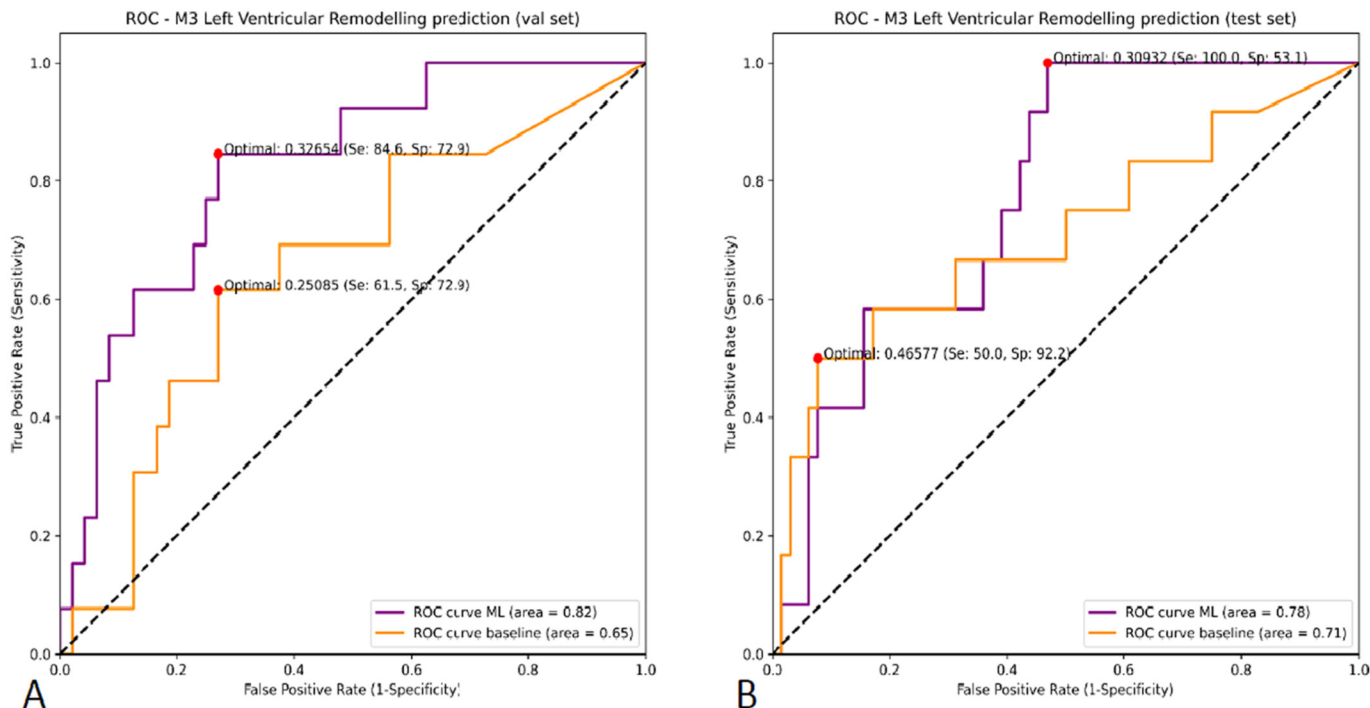 ROC - M3 Left Ventricular Remodelling prediction (val set)
True Positive Rate (Sensitivity)
1.0
0.8
0.6
0.4
0.2
0.0
Optimal: 0.32654 (Se: 84.6, Sp: 72.9)
Optimal: 0.25085 (Se: 61.5, Sp: 72.9)
ROC curve ML (area = 0.82)
ROC curve baseline (area = 0.65)
0.0 0.2 0.4 0.6 0.8 1.0
False Positive Rate (1-Specificity)
A
ROC - M3 Left Ventricular Remodelling prediction (test set)
True Positive Rate (Sensitivity)
1.0
0.8
0.6
0.4
0.2
0.0
Optimal: 0.30932 (Se: 100.0, Sp: 53.1)
Optimal: 0.46577 (Se: 50.0, Sp: 92.2)
ROC curve ML (area = 0.78)
ROC curve baseline (area = 0.71)
0.0 0.2 0.4 0.6 0.8 1.0
False Positive Rate (1-Specificity)
B